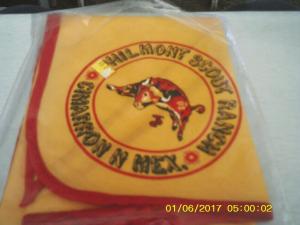 PHILMONT SCOUT RANCH
CIMARRON N MEX.
01/06/2017 05:00:02